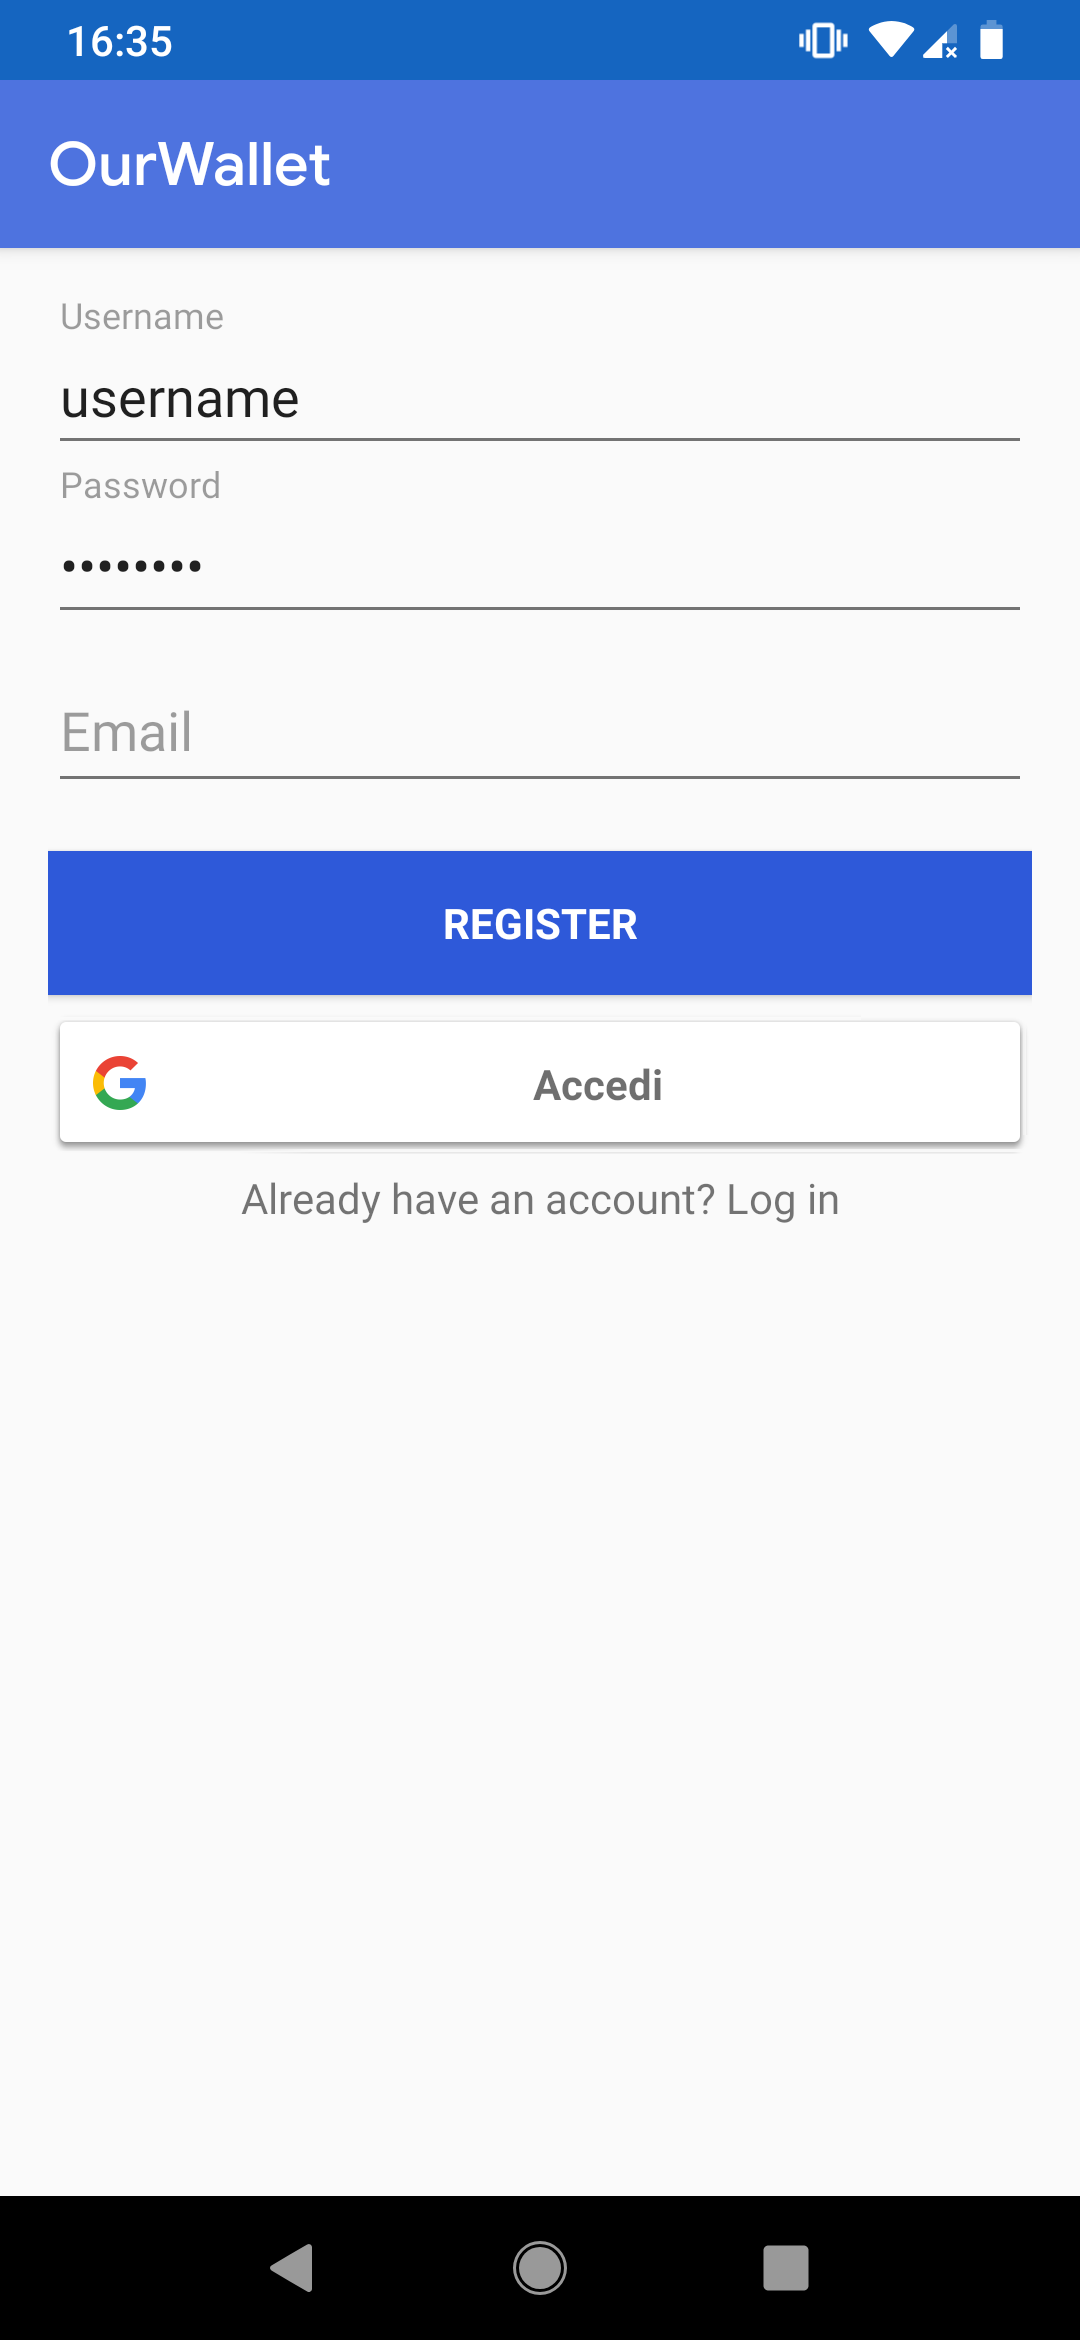 16:35
OurWallet
Username
username
Password
••••••••
Email
REGISTER
Accedi
Already have an account? Log in